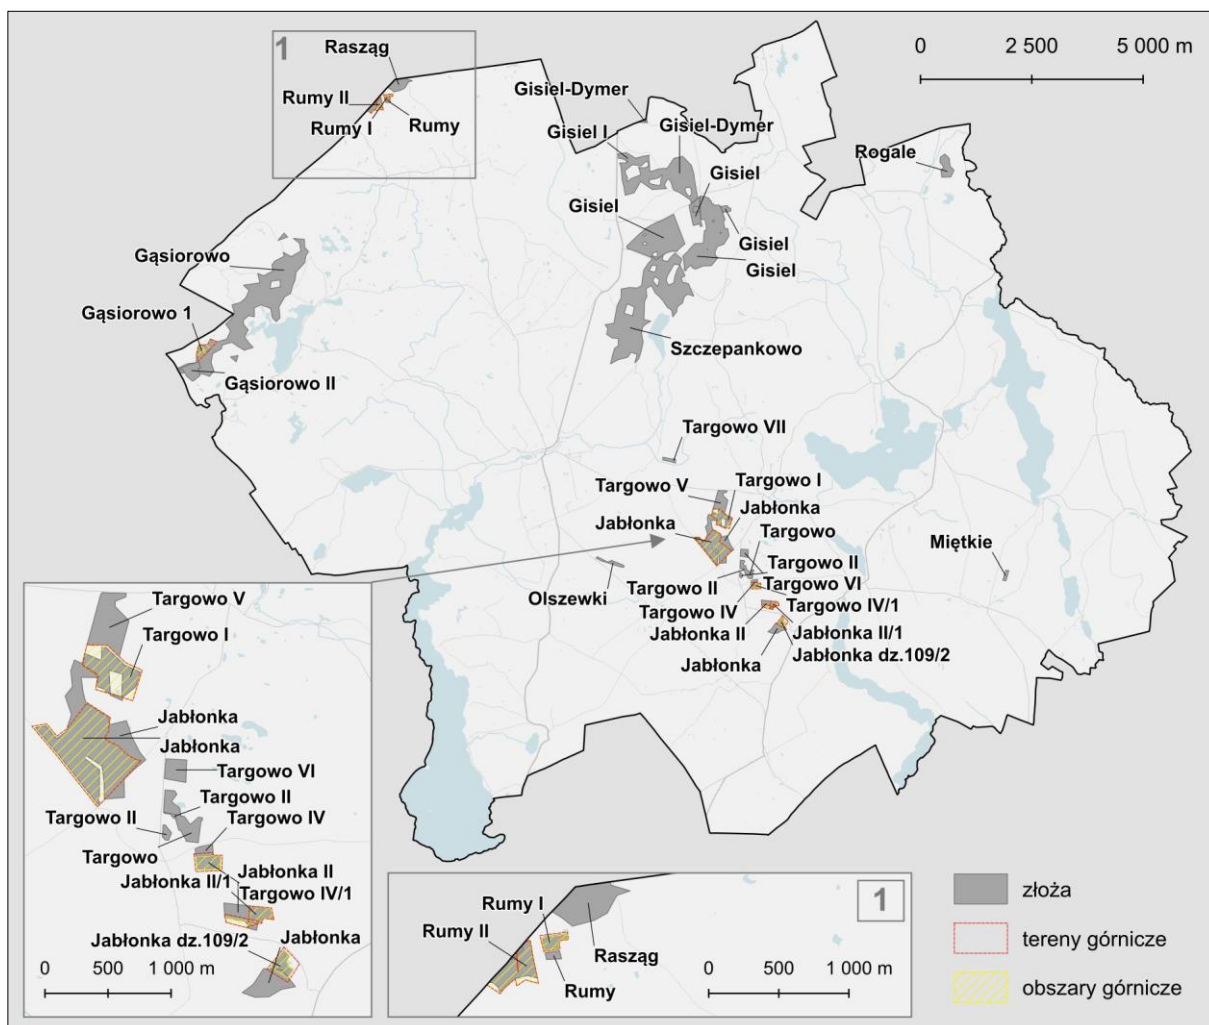 1
Rasząg
Rumy II
Rumy I
Rumy
0 2 500 5 000 m
Gisiel-Dymer
Gisiel I
Gisiel-Dymer
Rogale
Gisiel
Gisiel
Gisiel
Gisiel
Gąsiorowo
Gąsiorowo 1
Gąsiorowo II
Szczepankowo
Targowo VII
Targowo V
Targowo I
Jabłonka
Jabłonka
Targowo
Miętkie
Targowo II
Targowo II
Targowo VI
Olszewki
Targowo IV
Targowo IV/1
Jabłonka II
Jabłonka II/1
Jabłonka dz.109/2
Jabłonka
Targowo V
Targowo I
Jabłonka
Jabłonka
Targowo VI
Targowo II
Targowo II
Targowo IV
Targowo
Jabłonka II
Jabłonka II/1
Targowo IV/1
Jabłonka dz.109/2
Jabłonka
0 500 1 000 m
1
Rumy I
Rumy II
Rasząg
Rumy
0 500 1 000 m
złoża
tereny górnicze
obszary górnicze